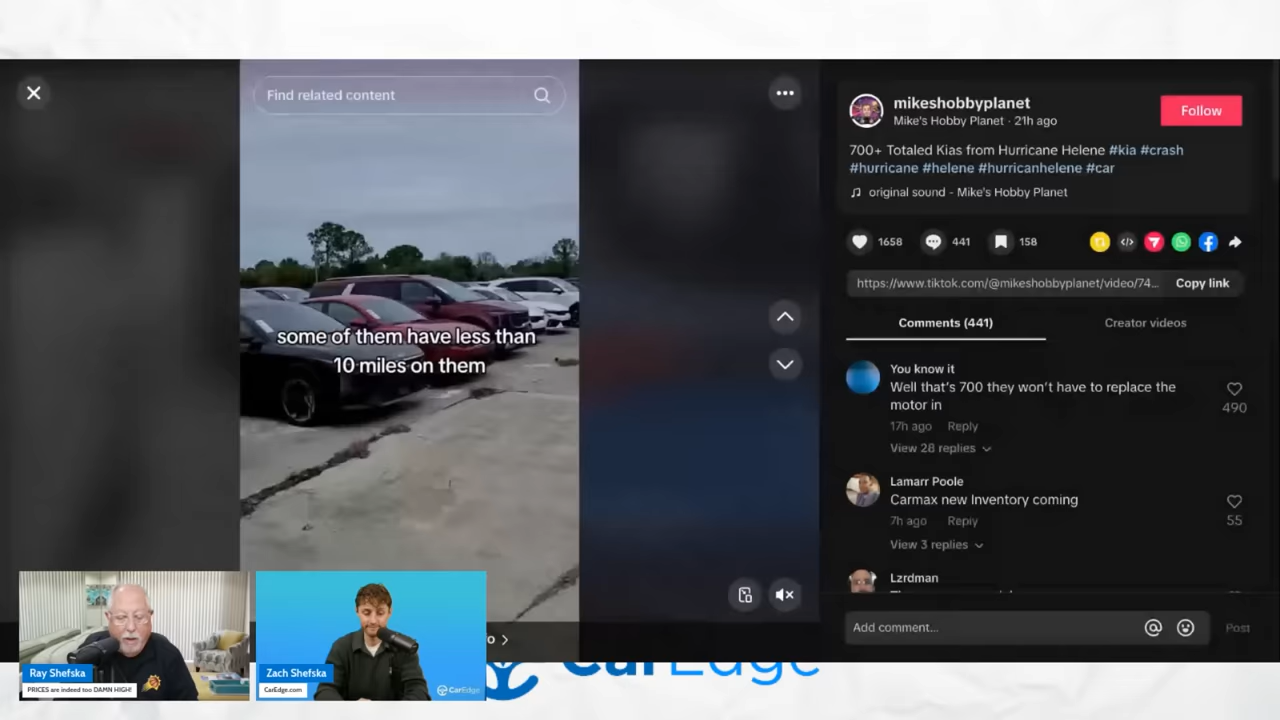 Find related content
some of them have less than
10 miles on them
mikeshobbyplanet
Mike's Hobby Planet · 21h ago
Follow
700+ Totaled Kias from Hurricane Helene #kia #crash
#hurricane #helene #hurricanhelene #car
original sound - Mike's Hobby Planet
1658
441
158
https://www.tiktok.com/@mikeshobbyplanet/video/74...
Copy link
Comments (441)
Creator videos
You know it
Well that's 700 they won't have to replace the
motor in
490
17h ago
Reply
View 28 replies
Lamarr Poole
Carmax new Inventory coming
55
7h ago
Reply
View 3 replies
Lzrdman
Add comment...
Post
Ray Shefska
PRICES are indeed too DAMN HIGH!
Zach Shefska
CarEdge.com
CarEdge
CarEdge